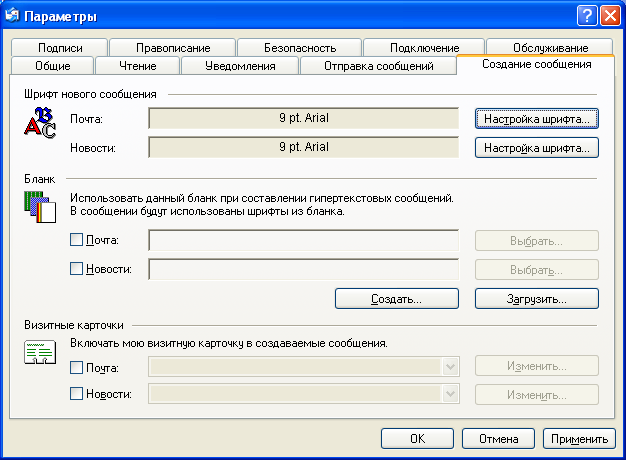 Параметры
Подписи Правописание Безопасность Подключение Обслуживание
Общие Чтение Уведомления Отправка сообщений Создание сообщения
Шрифт нового сообщения
Почта: 9 pt. Arial Настройка шрифта...
Новости: 9 pt. Arial Настройка шрифта...
Бланк
Использовать данный бланк при составлении гипертекстовых сообщений.
В сообщении будут использованы шрифты из бланка.
Почта: Выбрать...
Новости: Выбрать...
Создать... Загрузить...
Визитные карточки
Включать мою визитную карточку в создаваемые сообщения.
Почта: Изменить...
Новости: Изменить...
ОК Отмена Применить